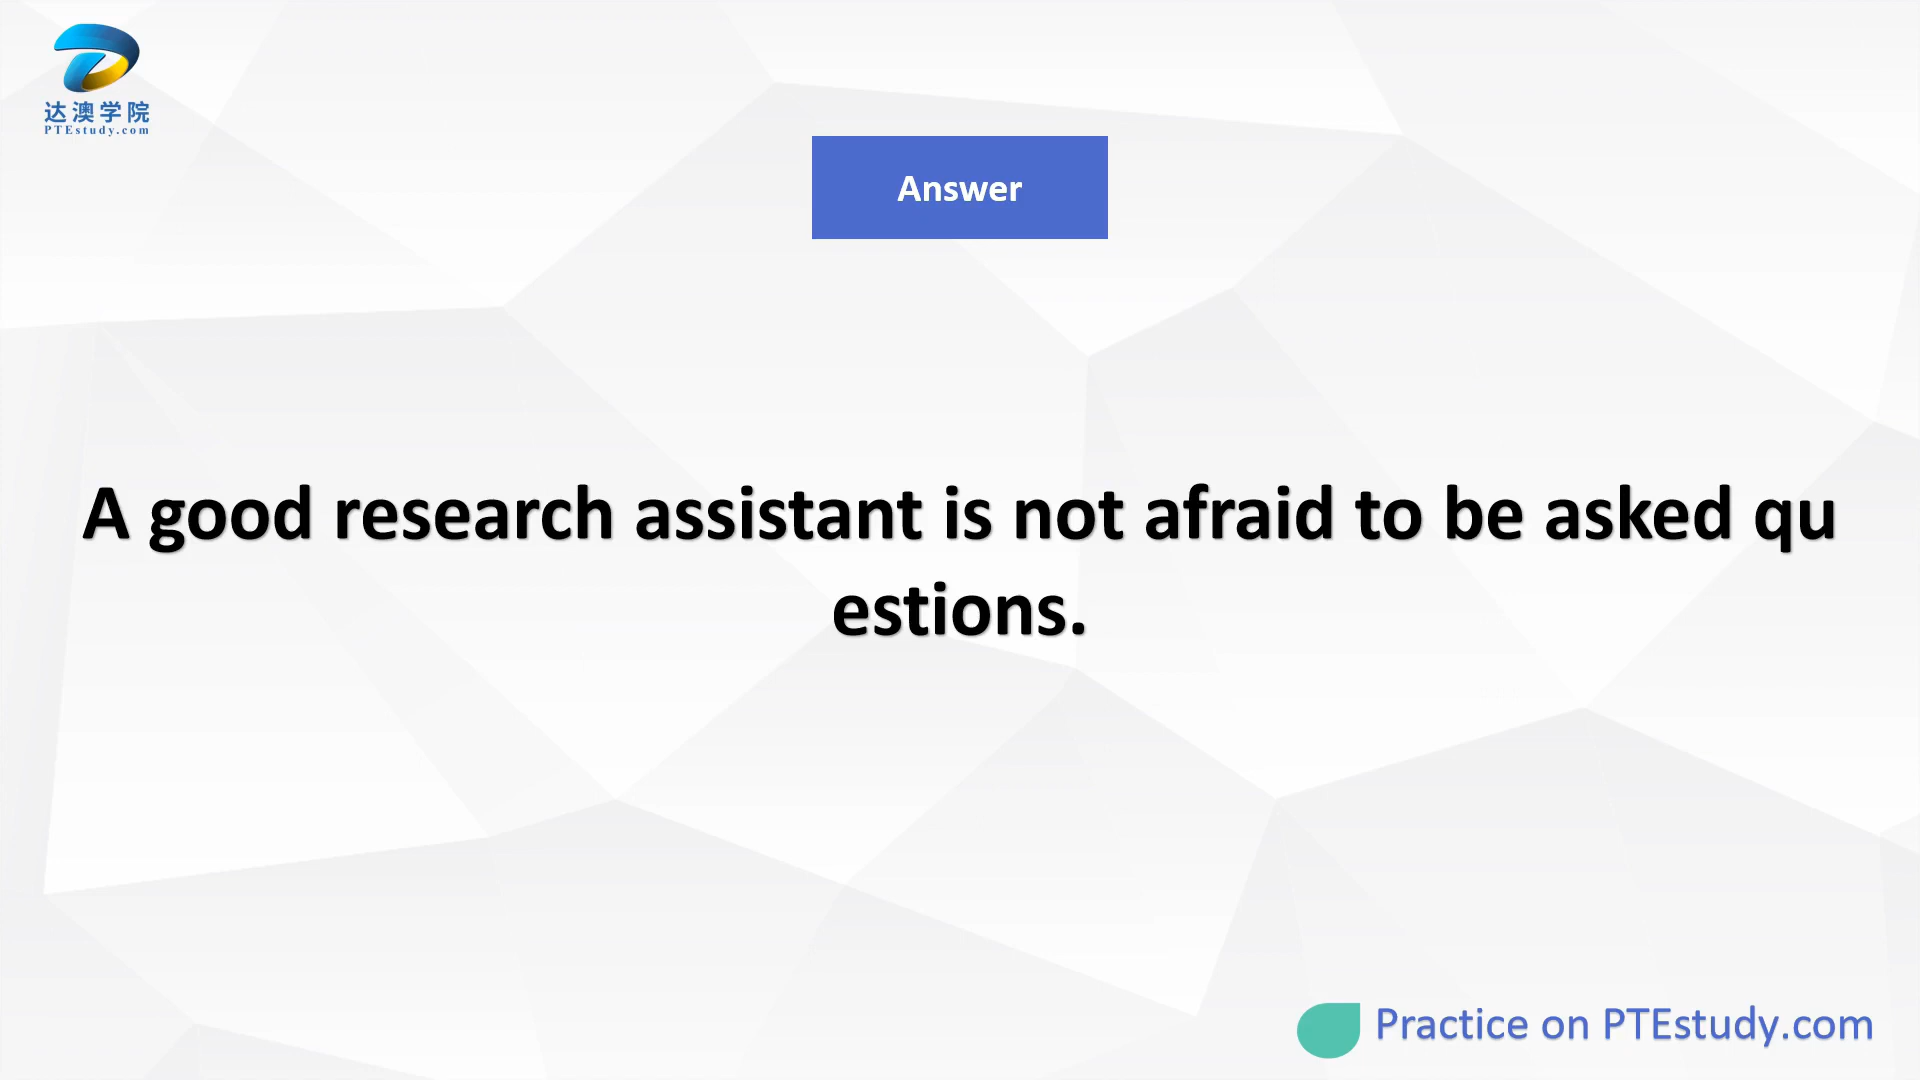 达澳学院
PTEstudy.com
Answer
A good research assistant is not afraid to be asked qu
estions.
Practice on PTEstudy.com